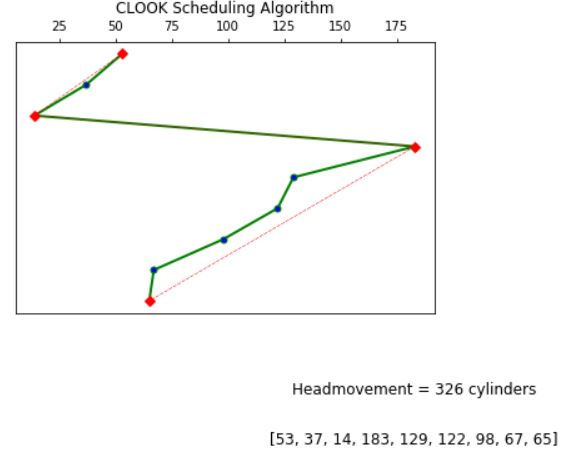 CLOOK Scheduling Algorithm
25 50 75 100 125 150 175
Headmovement = 326 cylinders
[53, 37, 14, 183, 129, 122, 98, 67, 65]